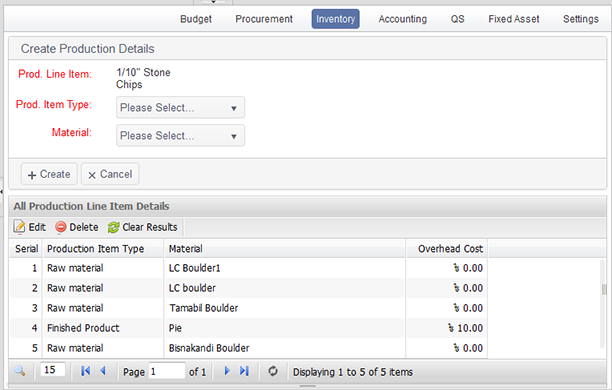 Budget Procurement Inventory Accounting QS Fixed Asset Settings
Create Production Details
Prod. Line Item: 1/10" Stone
Chips
Prod. Item Type: Please Select...
Material: Please Select...
+ Create × Cancel
All Production Line Item Details
Edit Delete Clear Results
Serial Production Item Type Material Overhead Cost
1 Raw material LC Boulder1 ৳ 0.00
2 Raw material LC boulder ৳ 0.00
3 Raw material Tamabil Boulder ৳ 0.00
4 Finished Product Pie ৳ 10.00
5 Raw material Bisnakandi Boulder ৳ 0.00
15 Page 1 of 1 Displaying 1 to 5 of 5 items